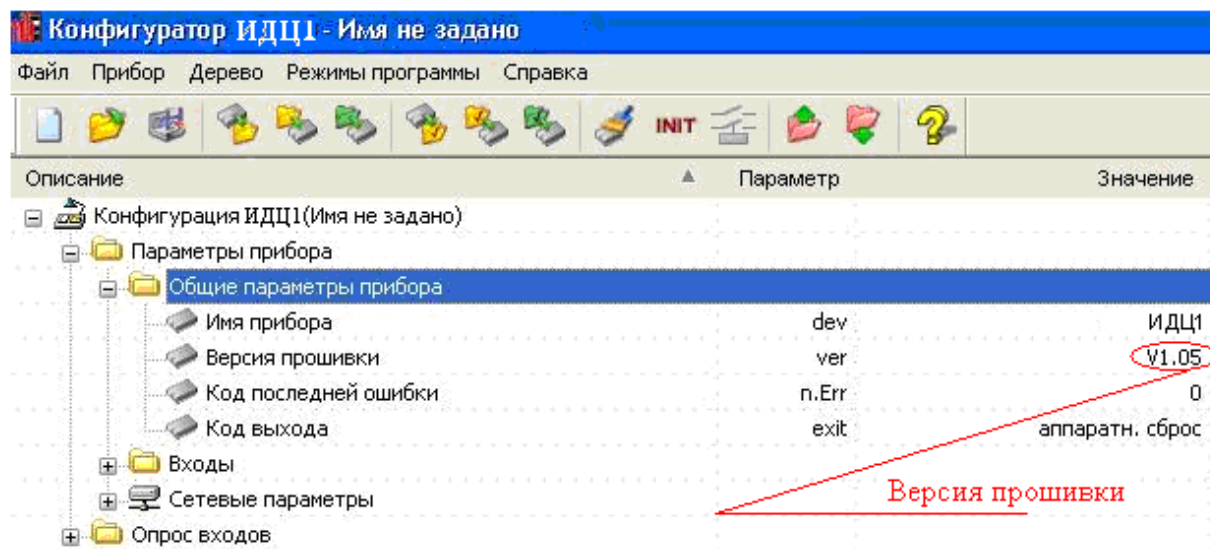 Конфигуратор ИДЦ1 - Имя не задано
Файл Прибор Дерево Режимы программы Справка
INIT
Описание Параметр Значение
Конфигурация ИДЦ1(Имя не задано)
Параметры прибора
Общие параметры прибора
Имя прибора dev ИДЦ1
Версия прошивки ver V1.05
Код последней ошибки n.Err 0
Код выхода exit аппаратн. сброс
Входы
Сетевые параметры
Версия прошивки
Опрос входов